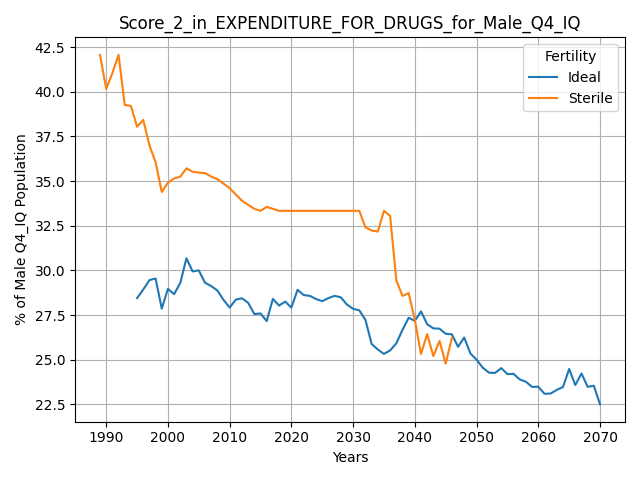 Score_2_in_EXPENDITURE_FOR_DRUGS_for_Male_Q4_IQ
% of Male Q4_IQ Population
42.5
40.0
37.5
35.0
32.5
30.0
27.5
25.0
22.5
Fertility
Ideal
Sterile
1990 2000 2010 2020 2030 2040 2050 2060 2070
Years